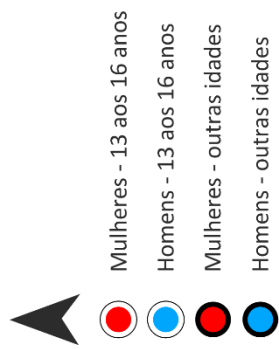 Mulheres - 13 aos 16 anos
Homens - 13 aos 16 anos
Mulheres - outras idades
Homens - outras idades